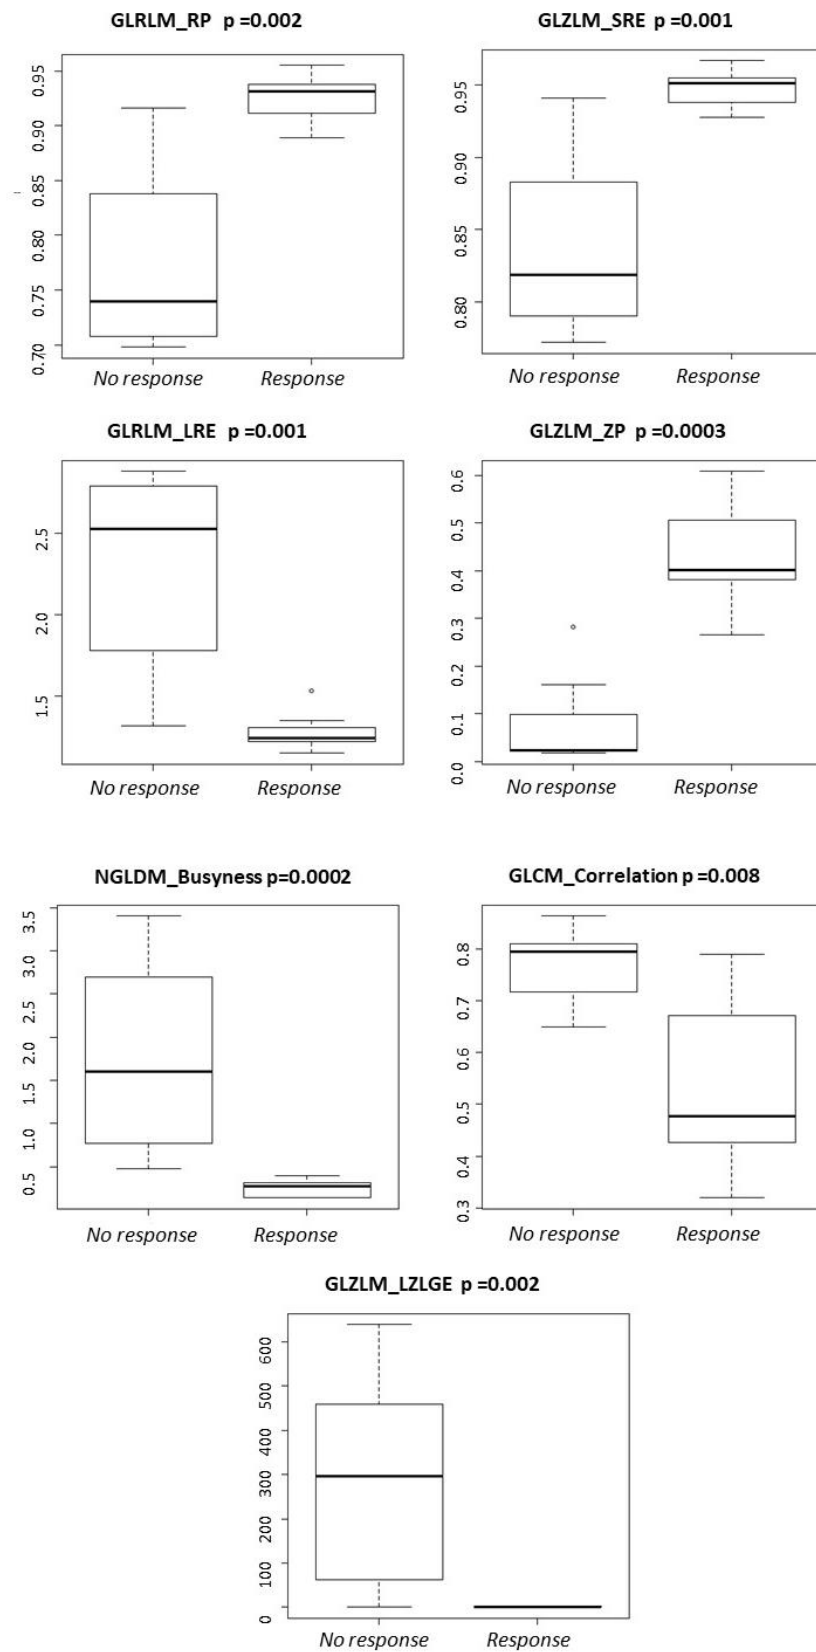 GLRLM_RP p =0.002
0.95
0.90
0.85
0.80
0.75
0.70
No response Response
GLZLM_SRE p =0.001
0.95
0.90
0.85
0.80
No response Response
GLRLM_LRE p =0.001
2.5
2.0
1.5
No response Response
GLZLM_ZP p =0.0003
0.6
0.5
0.4
0.3
0.2
0.1
0.0
No response Response
NGLDM_Busyness p=0.0002
3.5
3.0
2.5
2.0
1.5
1.0
0.5
No response Response
GLCM_Correlation p =0.008
0.8
0.7
0.6
0.5
0.4
0.3
No response Response
GLZLM_LZLGE p =0.002
600
500
400
300
200
100
0
No response Response